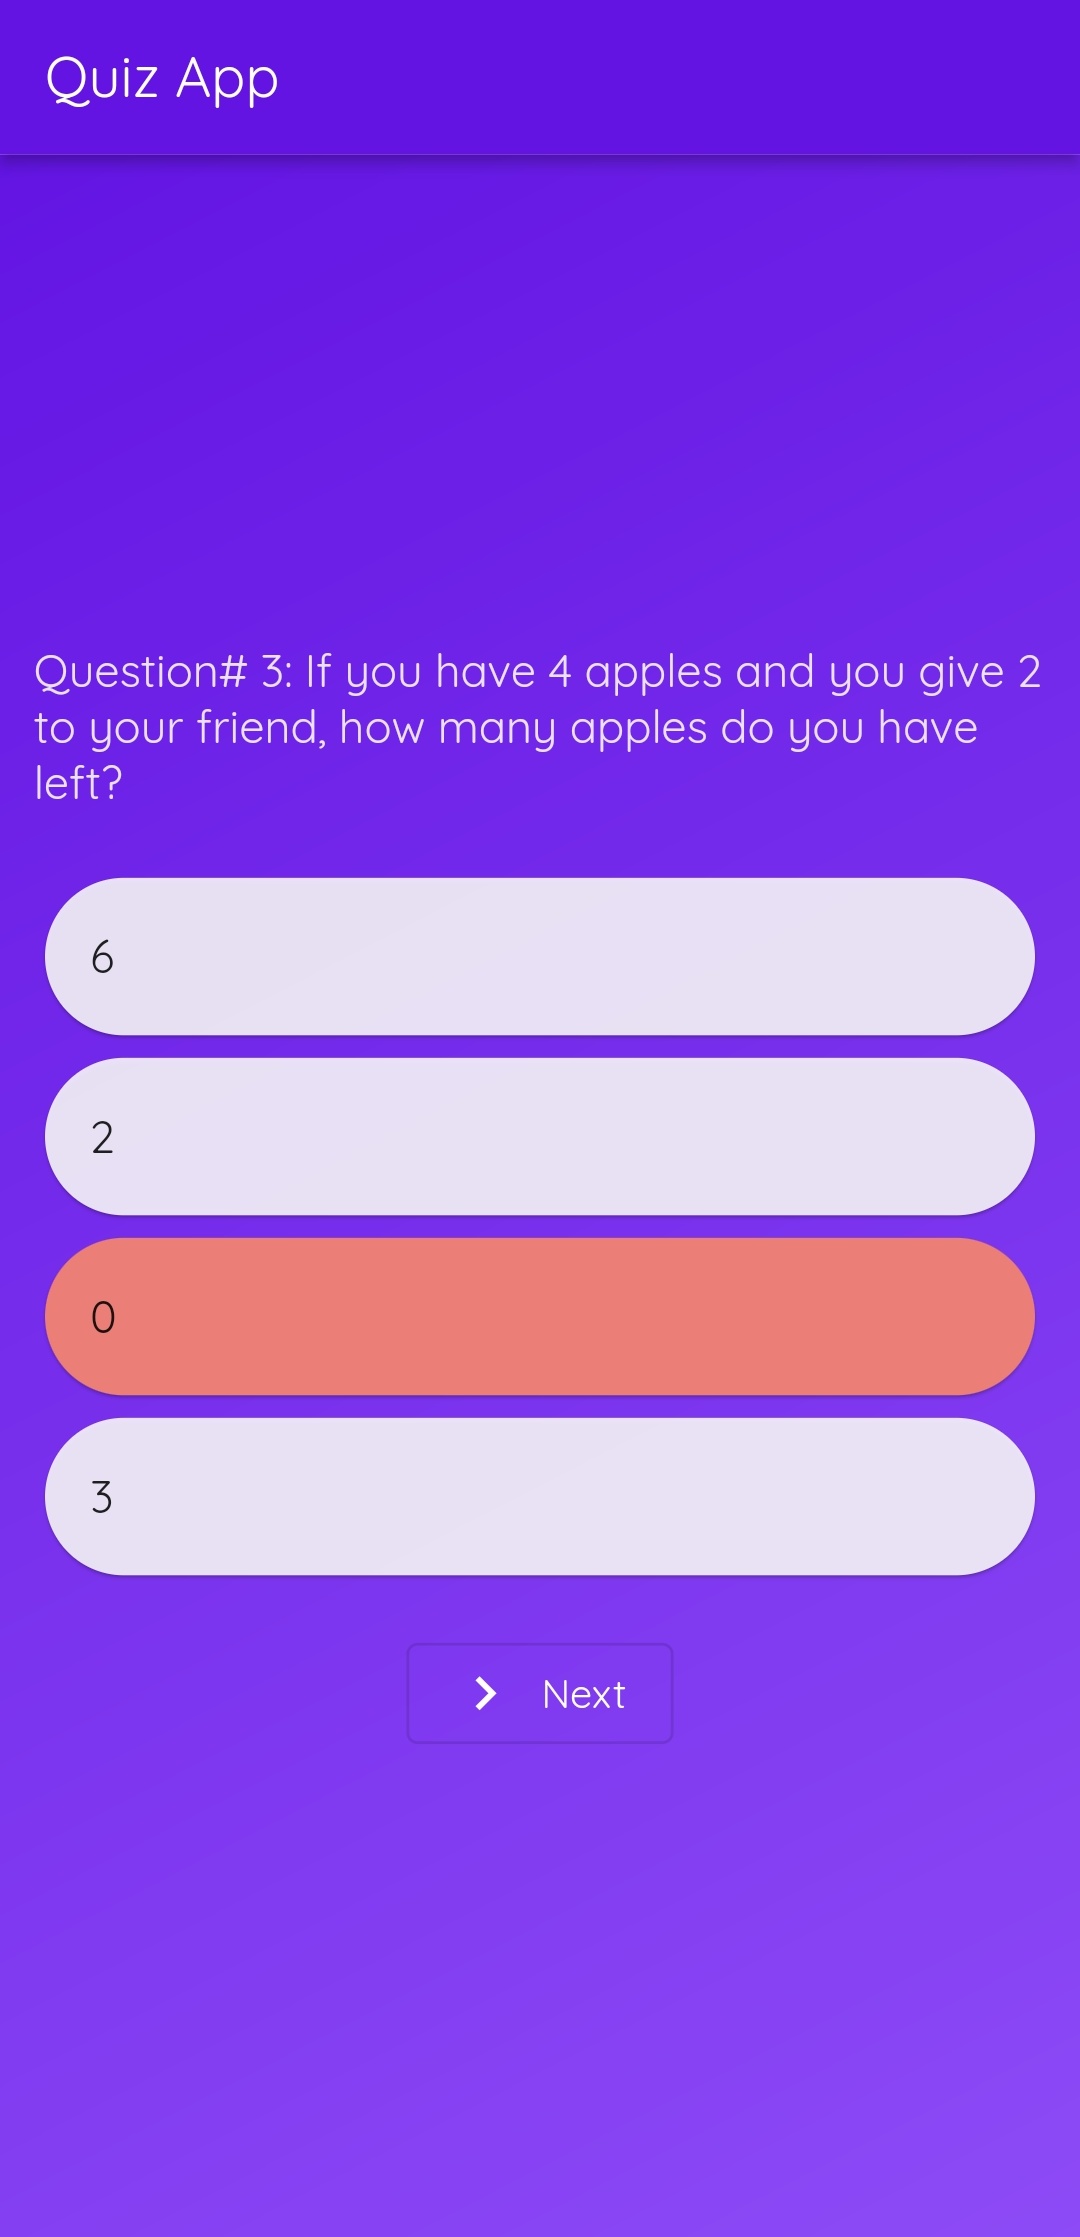 Quiz App
Question# 3: If you have 4 apples and you give 2
to your friend, how many apples do you have
left?
6
2
0
3
Next